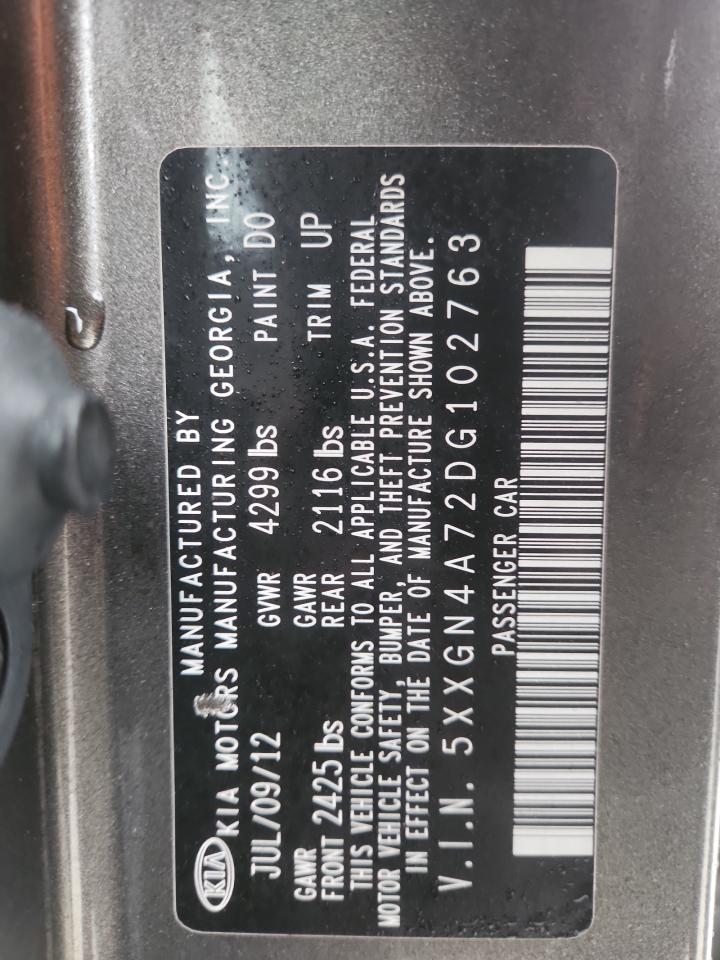 MANUFACTURED BY
KIA KIA MOTORS MANUFACTURING GEORGIA, INC.
JUL/09/12 GVWR 4299 lbs PAINT DO
GAWR GAWR
FRONT 2425 lbs REAR 2116 lbs TRIM UP
THIS VEHICLE CONFORMS TO ALL APPLICABLE U.S.A. FEDERAL
MOTOR VEHICLE SAFETY, BUMPER, AND THEFT PREVENTION STANDARDS
IN EFFECT ON THE DATE OF MANUFACTURE SHOWN ABOVE.
V.I.N. 5XXGN4A72DG102763
PASSENGER CAR